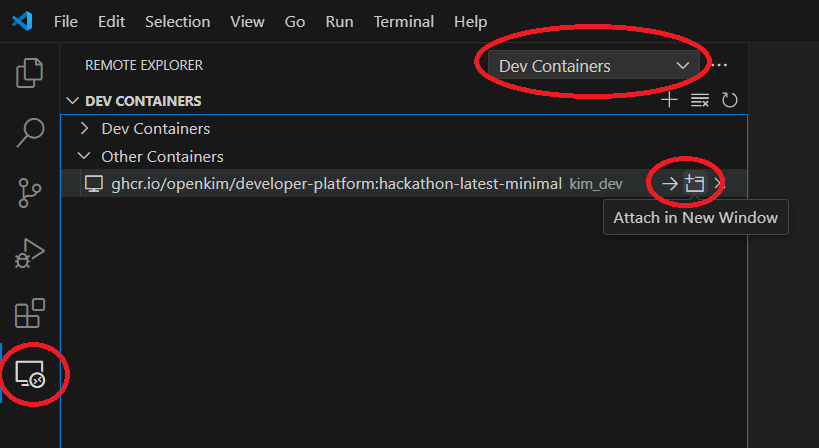 File Edit Selection View Go Run Terminal Help
REMOTE EXPLORER Dev Containers
DEV CONTAINERS
Dev Containers
Other Containers
ghcr.io/openkim/developer-platform:hackathon-latest-minimal kim_dev
Attach in New Window